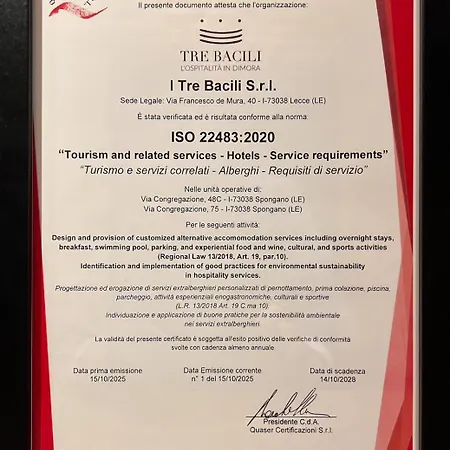 Il presente documento attesta che l'organizzazione:
TRE BACILI
L'OSPITALITÀ IN DIMORA
I Tre Bacili S.r.l.
Sede Legale: Via Francesco de Mura, 40 - I-73038 Lecce (LE)
È stata verificata ed è risultata conforme alla norma:
ISO 22483:2020
"Tourism and related services - Hotels - Service requirements"
"Turismo e servizi correlati - Alberghi - Requisiti di servizio"
Nelle unità operative di:
Via Congregazione, 48C - I-73038 Spongano (LE)
Via Congregazione, 75 - I-73038 Spongano (LE)
Per le seguenti attività:
Design and provision of customized alternative accomomodation services including overnight stays,
breakfast, swimming pool, parking, and experiential food and wine, cultural, and sports activities
(Regional Law 13/2018, Art. 19, par.10).
Identification and implementation of good practices for environmental sustainability
in hospitality services.
Progettazione ed erogazione di servizi extralberghieri personalizzati di pernottamento, prima colazione, piscina,
parcheggio, attività esperienziali enogastronomiche, culturali e sportive
(L.R. 13/2018 Art. 19 C.ma 10).
Individuazione e applicazione di buone pratiche per la sostenibilità ambientale
nei servizi extralberghieri
La validità del presente certificato è soggetta all'esito positivo delle verifiche di conformità
svolte con cadenza almeno annuale
Data prima emissione
15/10/2025
Data Emissione corrente
n° 1 del 15/10/2025
Data di scadenza
14/10/2028
Presidente C.d.A.
Quaser Certificazioni S.r.l.